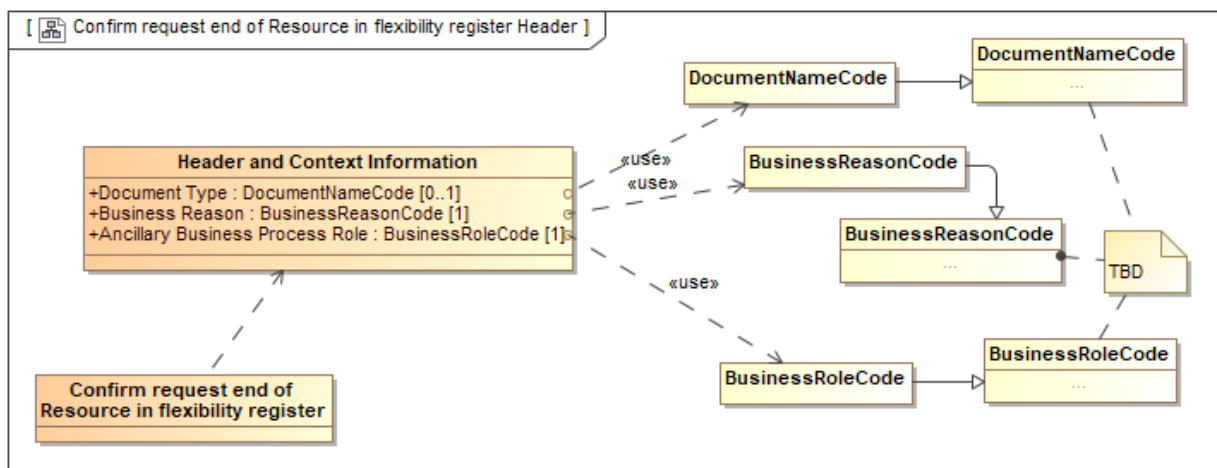 [ Confirm request end of Resource in flexibility register Header ]
DocumentNameCode
DocumentNameCode
...
Header and Context Information
+Document Type : DocumentNameCode [0..1]
+Business Reason : BusinessReasonCode [1]
+Ancillary Business Process Role : BusinessRoleCode [1]
«use»
«use»
«use»
BusinessReasonCode
BusinessReasonCode
...
TBD
BusinessRoleCode
BusinessRoleCode
...
Confirm request end of
Resource in flexibility register